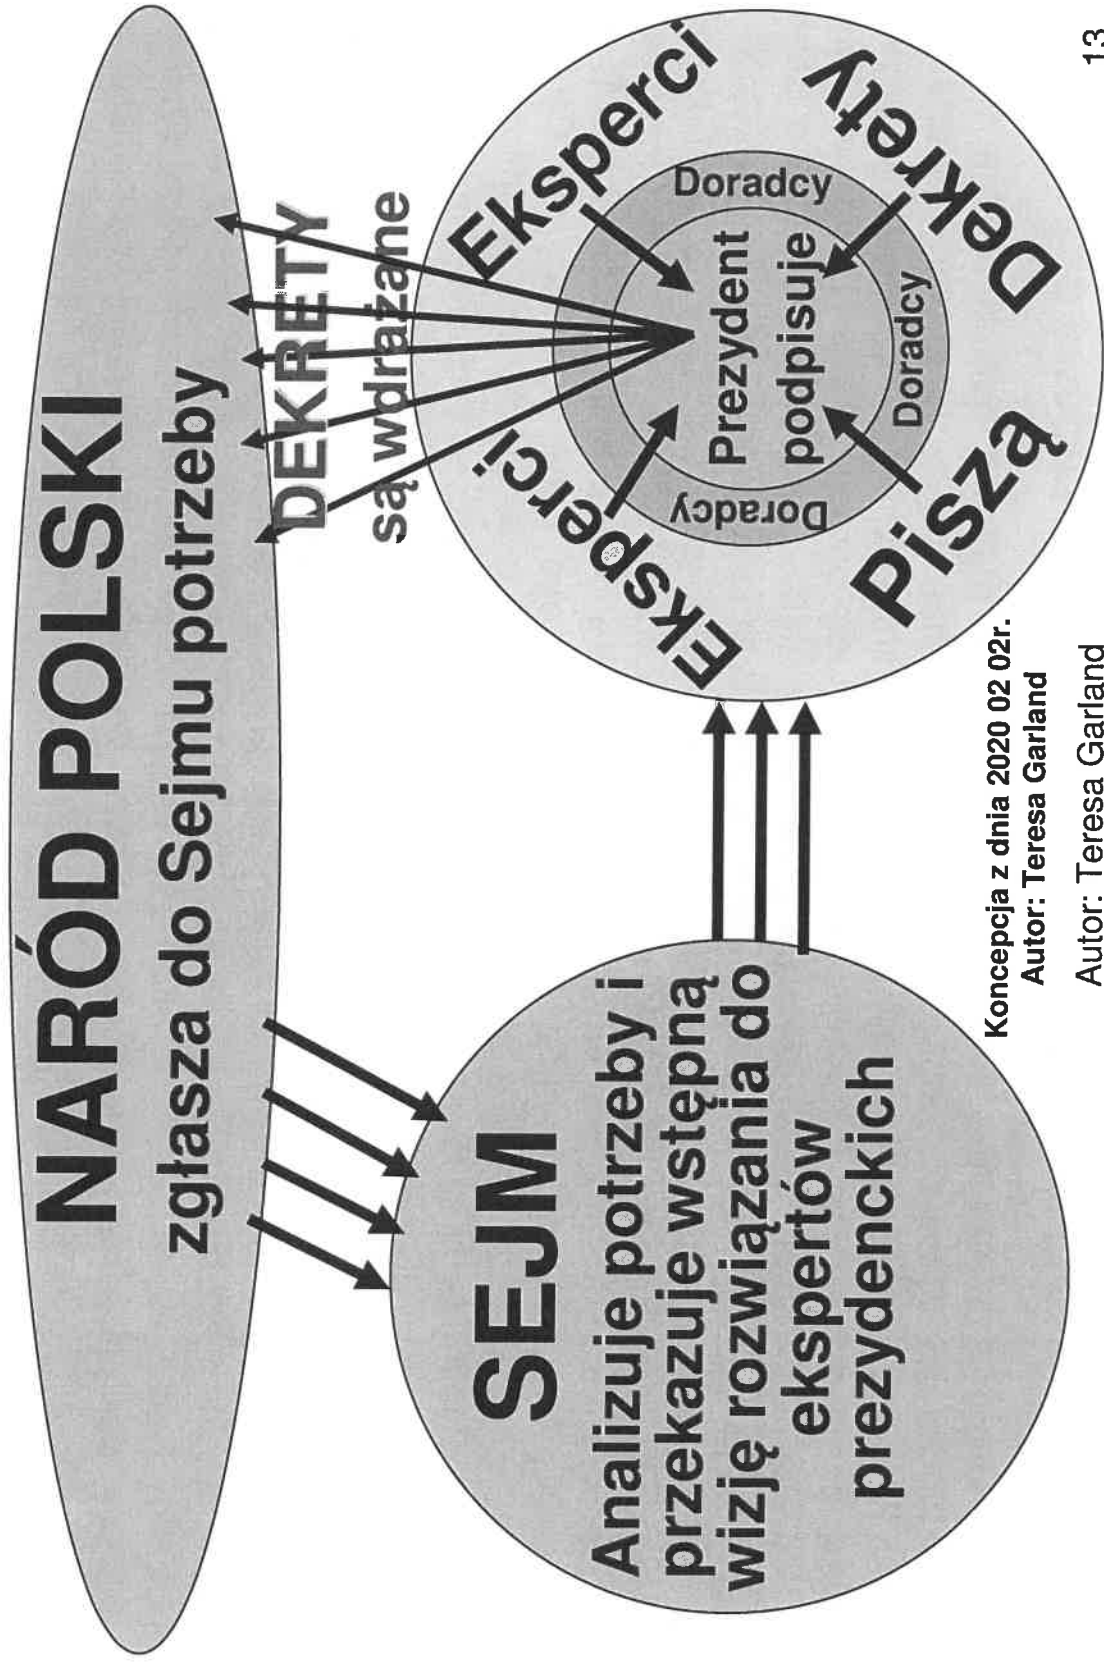 NARÓD POLSKI
zgłasza do Sejmu potrzeby
DEKRETY
są wdrażane
SEJM
Analizuje potrzeby i
przekazuje wstępną
wizję rozwiązania do
ekspertów
prezydenckich
Eksperci
Eksperci
Piszą
Dekrety
Doradcy
Doradcy
Doradcy
Prezydent
podpisuje
Koncepcja z dnia 2020 02 02r.
Autor: Teresa Garland
Autor: Teresa Garland
13